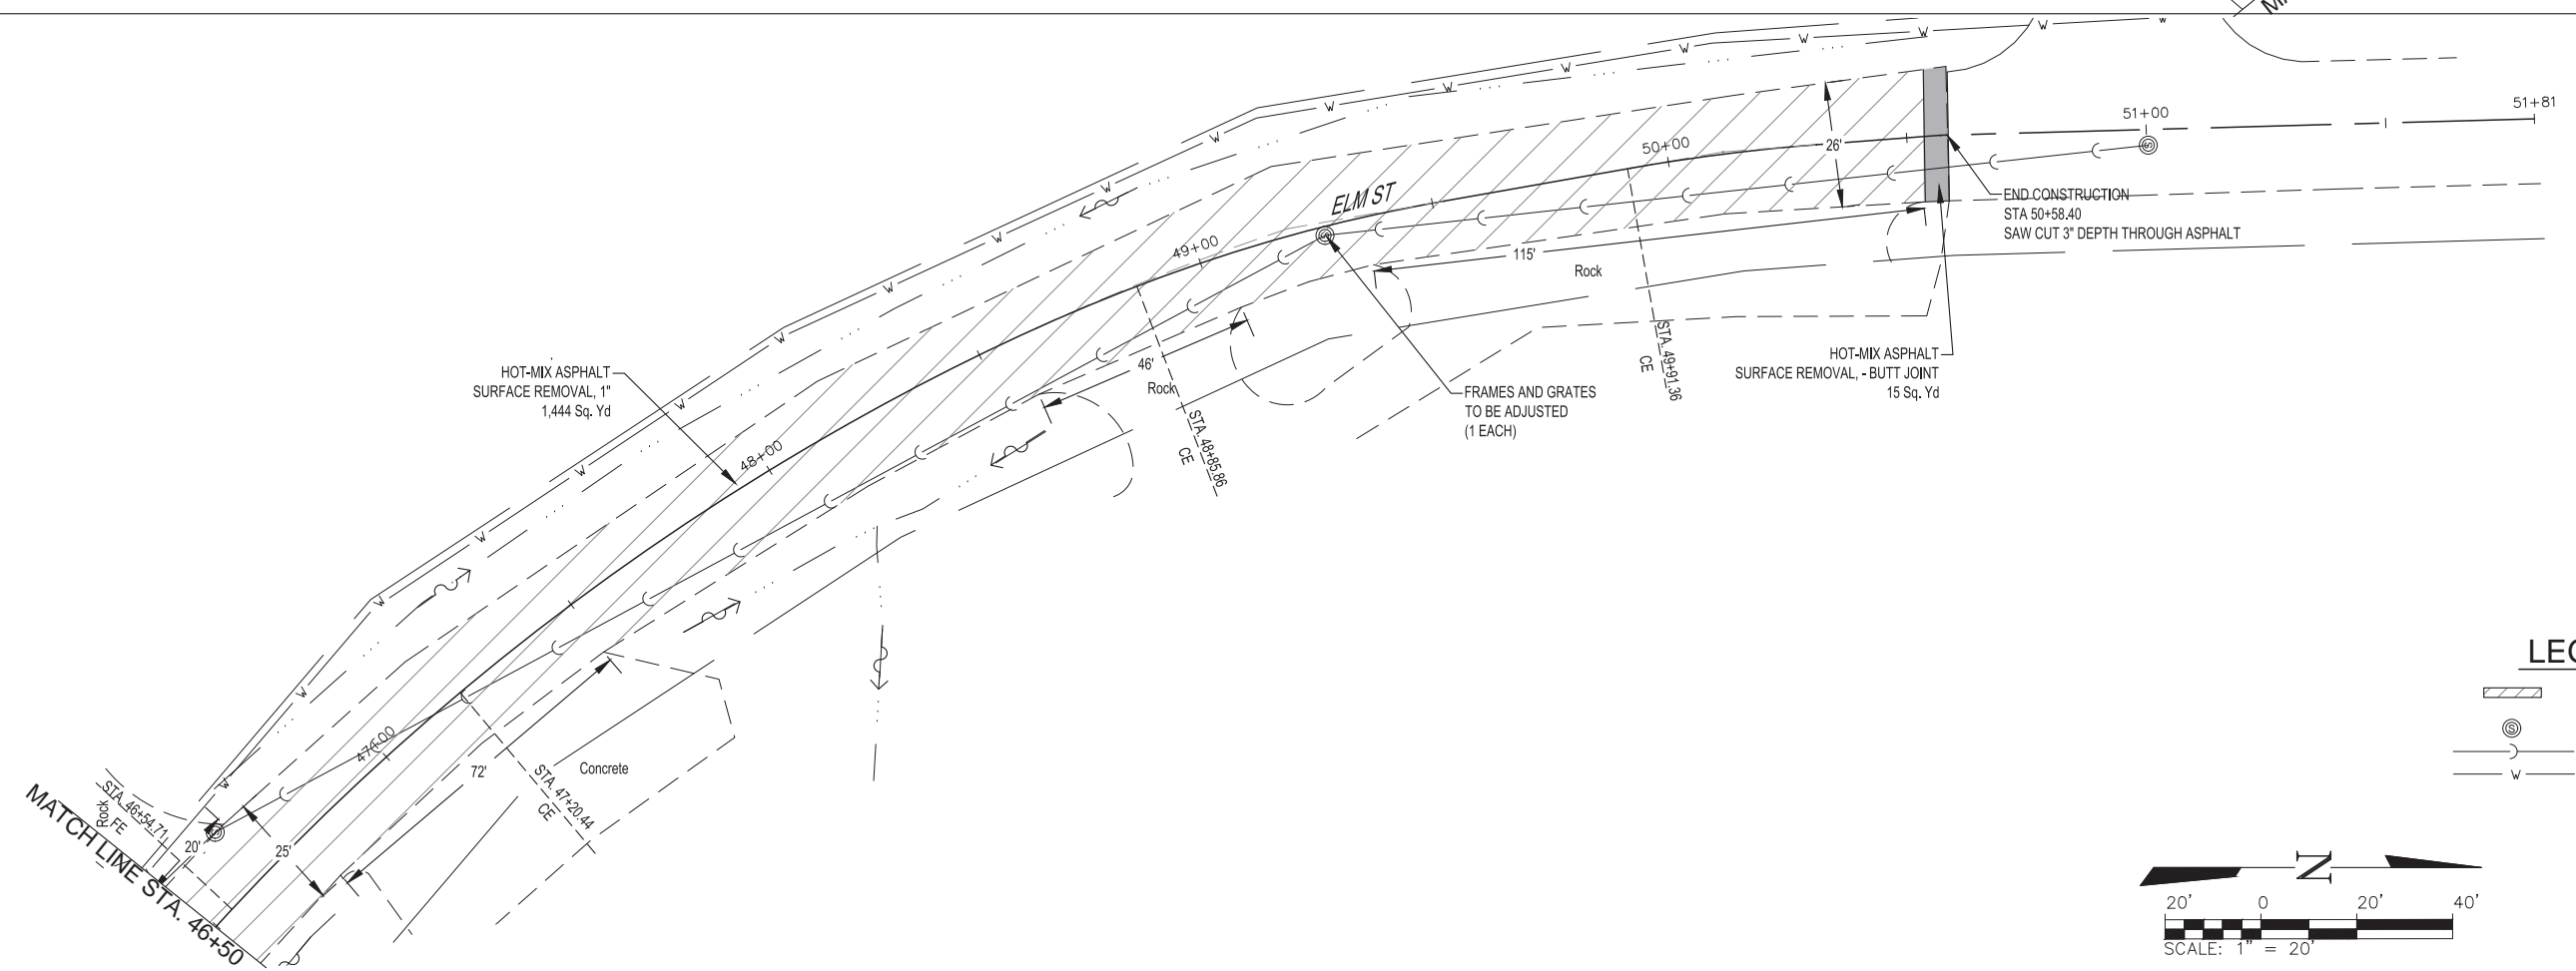 51+81
51+00
50+00
26'
ELM ST
END CONSTRUCTION
STA 50+58.40
SAW CUT 3" DEPTH THROUGH ASPHALT
49+00
115'
Rock
STA. 49+91.36
CE
HOT-MIX ASPHALT
SURFACE REMOVAL, - BUTT JOINT
15 Sq. Yd
46'
Rock
HOT-MIX ASPHALT
SURFACE REMOVAL, 1"
1,444 Sq. Yd
FRAMES AND GRATES
TO BE ADJUSTED
(1 EACH)
STA. 48+85.86
CE
48+00
47+00
72'
Concrete
STA. 47+20.44
CE
STA. 46+54.71
FE
Rock
20'
25'
MATCH LINE STA. 46+50
N
20' 0 20' 40'
SCALE: 1" = 20'